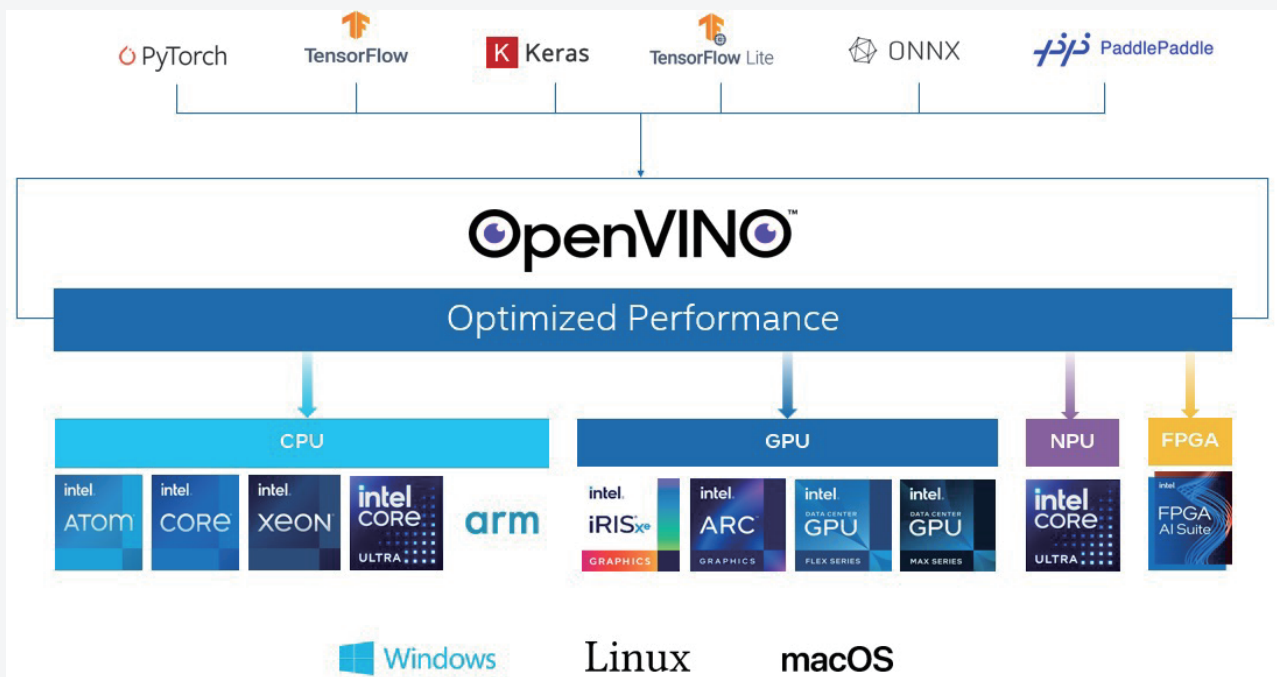 PyTorch
TensorFlow
K Keras
TensorFlow Lite
ONNX
PaddlePaddle
OpenVINO™
Optimized Performance
CPU
GPU
NPU
FPGA
intel.
ATOM
intel.
CORE
intel.
XEON
intel.
CORE
ULTRA
arm
intel.
iRISxe
GRAPHICS
intel.
ARC
GRAPHICS
intel.
DATA CENTER
GPU
FLEX SERIES
intel.
DATA CENTER
GPU
MAX SERIES
intel
CORE
ULTRA
intel
FPGA
AI Suite
Windows
Linux
macOS